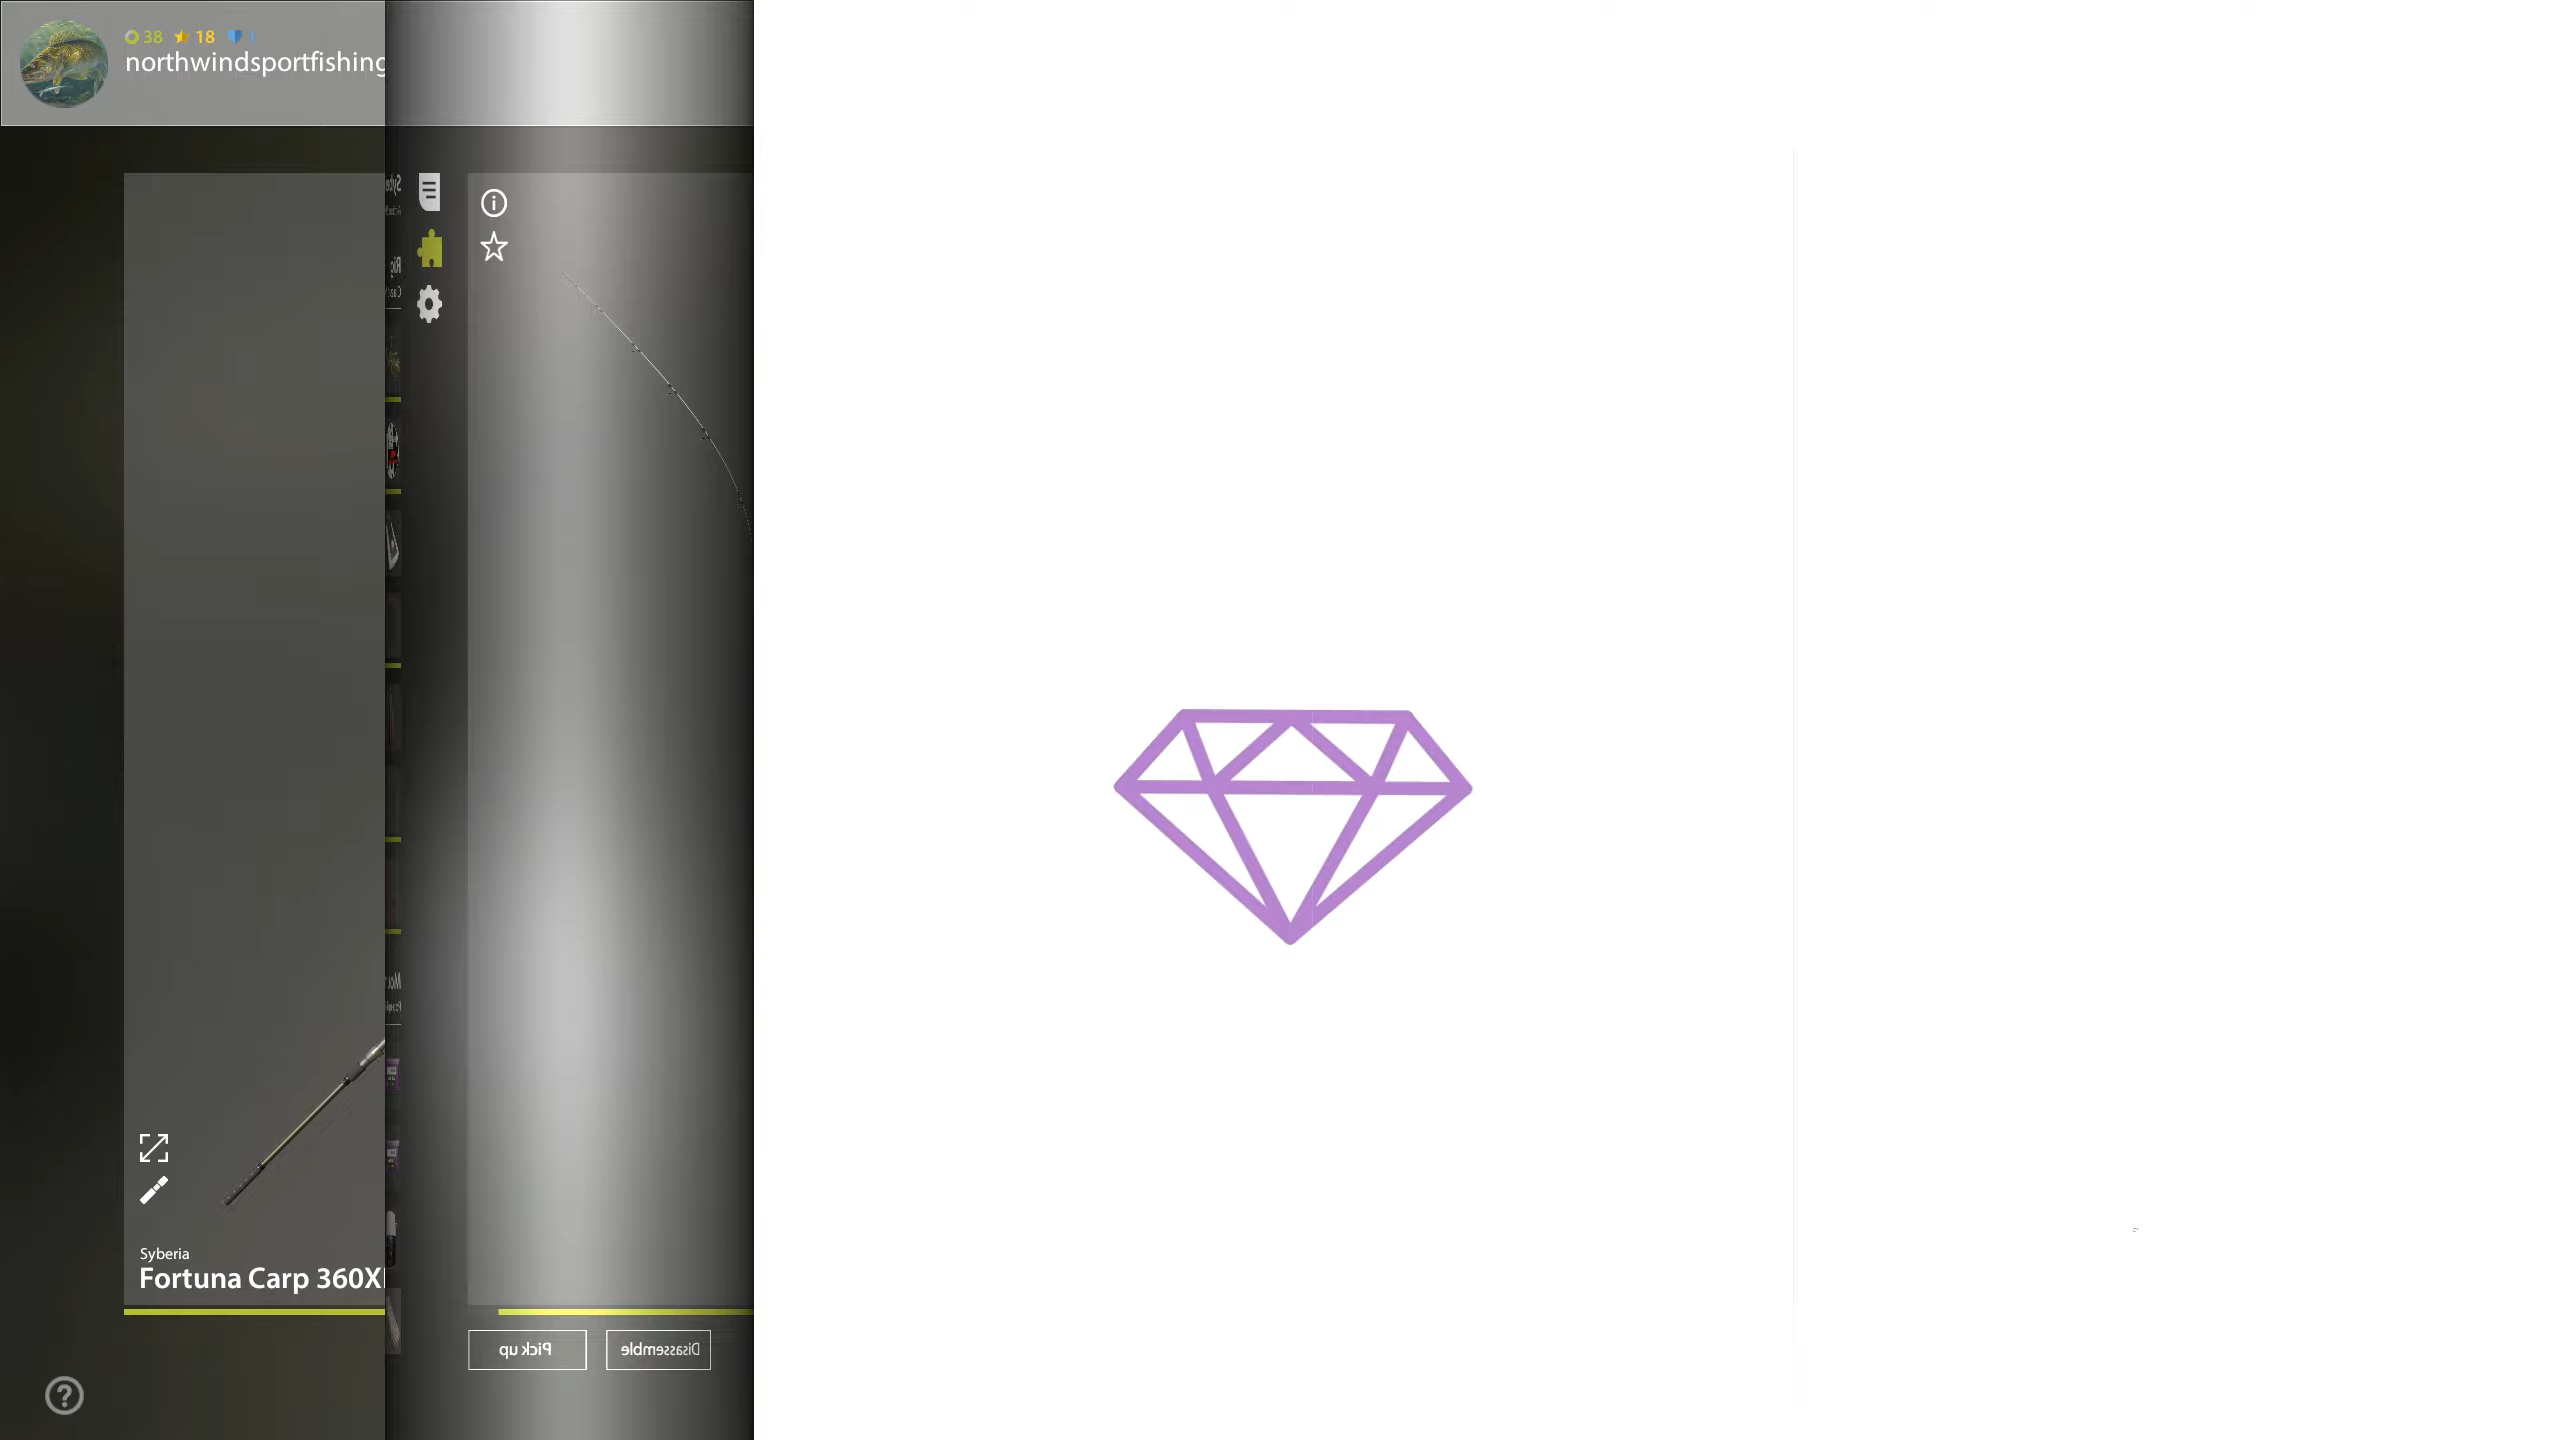 38 18
northwindsportfishing
Syberia
Fortuna Carp 360X
Pick up
Disassemble